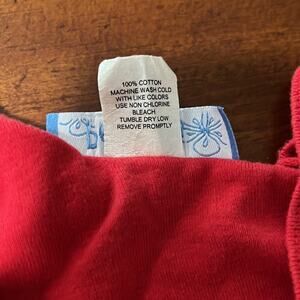 100% COTTON
MACHINE WASH COLD
WITH LIKE COLORS
USE NON CHLORINE
BLEACH
TUMBLE DRY LOW
REMOVE PROMPTLY